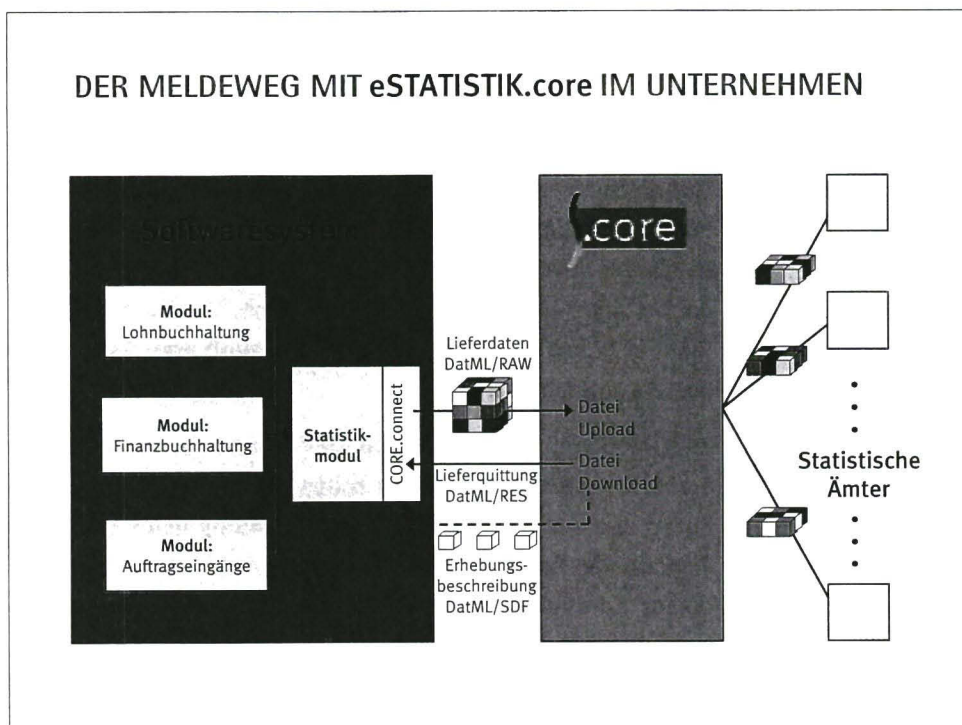 DER MELDEWEG MIT eSTATISTIK.core IM UNTERNEHMEN
Softwaresystem
Modul:
Lohnbuchhaltung
Modul:
Finanzbuchhaltung
Modul:
Auftragseingänge
Statistik-
modul
CORE.connect
Lieferdaten
DatML/RAW
Lieferquittung
DatML/RES
Erhebungs-
beschreibung
DatML/SDF
.core
Datei
Upload
Datei
Download
Statistische
Ämter